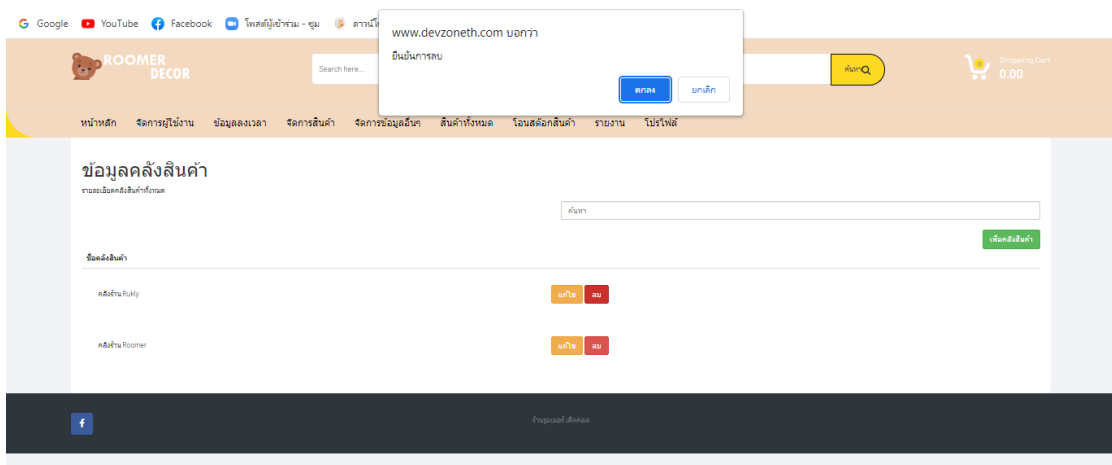 Google YouTube Facebook โพสต์ผู้เข้าร่วม - ซูม
www.devzoneth.com บอกว่า
ยืนยันการลบ
ตกลง ยกเลิก
ROOMER
DECOR
Search here...
ค้นหา
0
Shopping Cart
0.00
หน้าหลัก จัดการผู้ใช้งาน ข้อมูลลงเวลา จัดการสินค้า จัดการข้อมูลอื่นๆ สินค้าทั้งหมด โอนสต๊อกสินค้า รายงาน โปรไฟล์
ข้อมูลคลังสินค้า
รายละเอียดคลังสินค้าทั้งหมด
ค้นหา
เพิ่มคลังสินค้า
ชื่อคลังสินค้า
คลังร้าน Rukly แก้ไข ลบ
คลังร้าน Roomer แก้ไข ลบ
f
ร้านรูมเมอร์ เด็คคอล